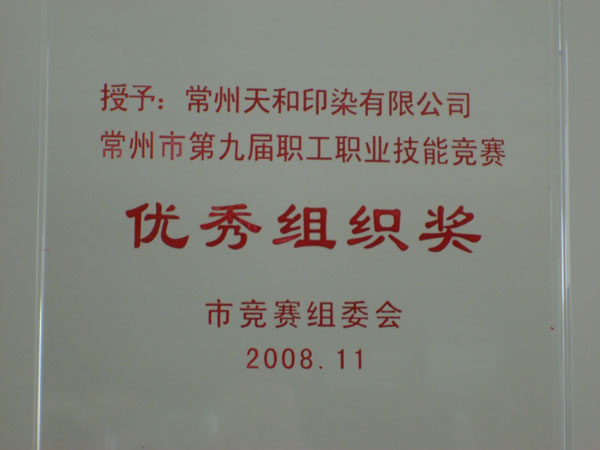 授予：常州天和印染有限公司
常州市第九届职工职业技能竞赛
优秀组织奖
市竞赛组委会
2008.11